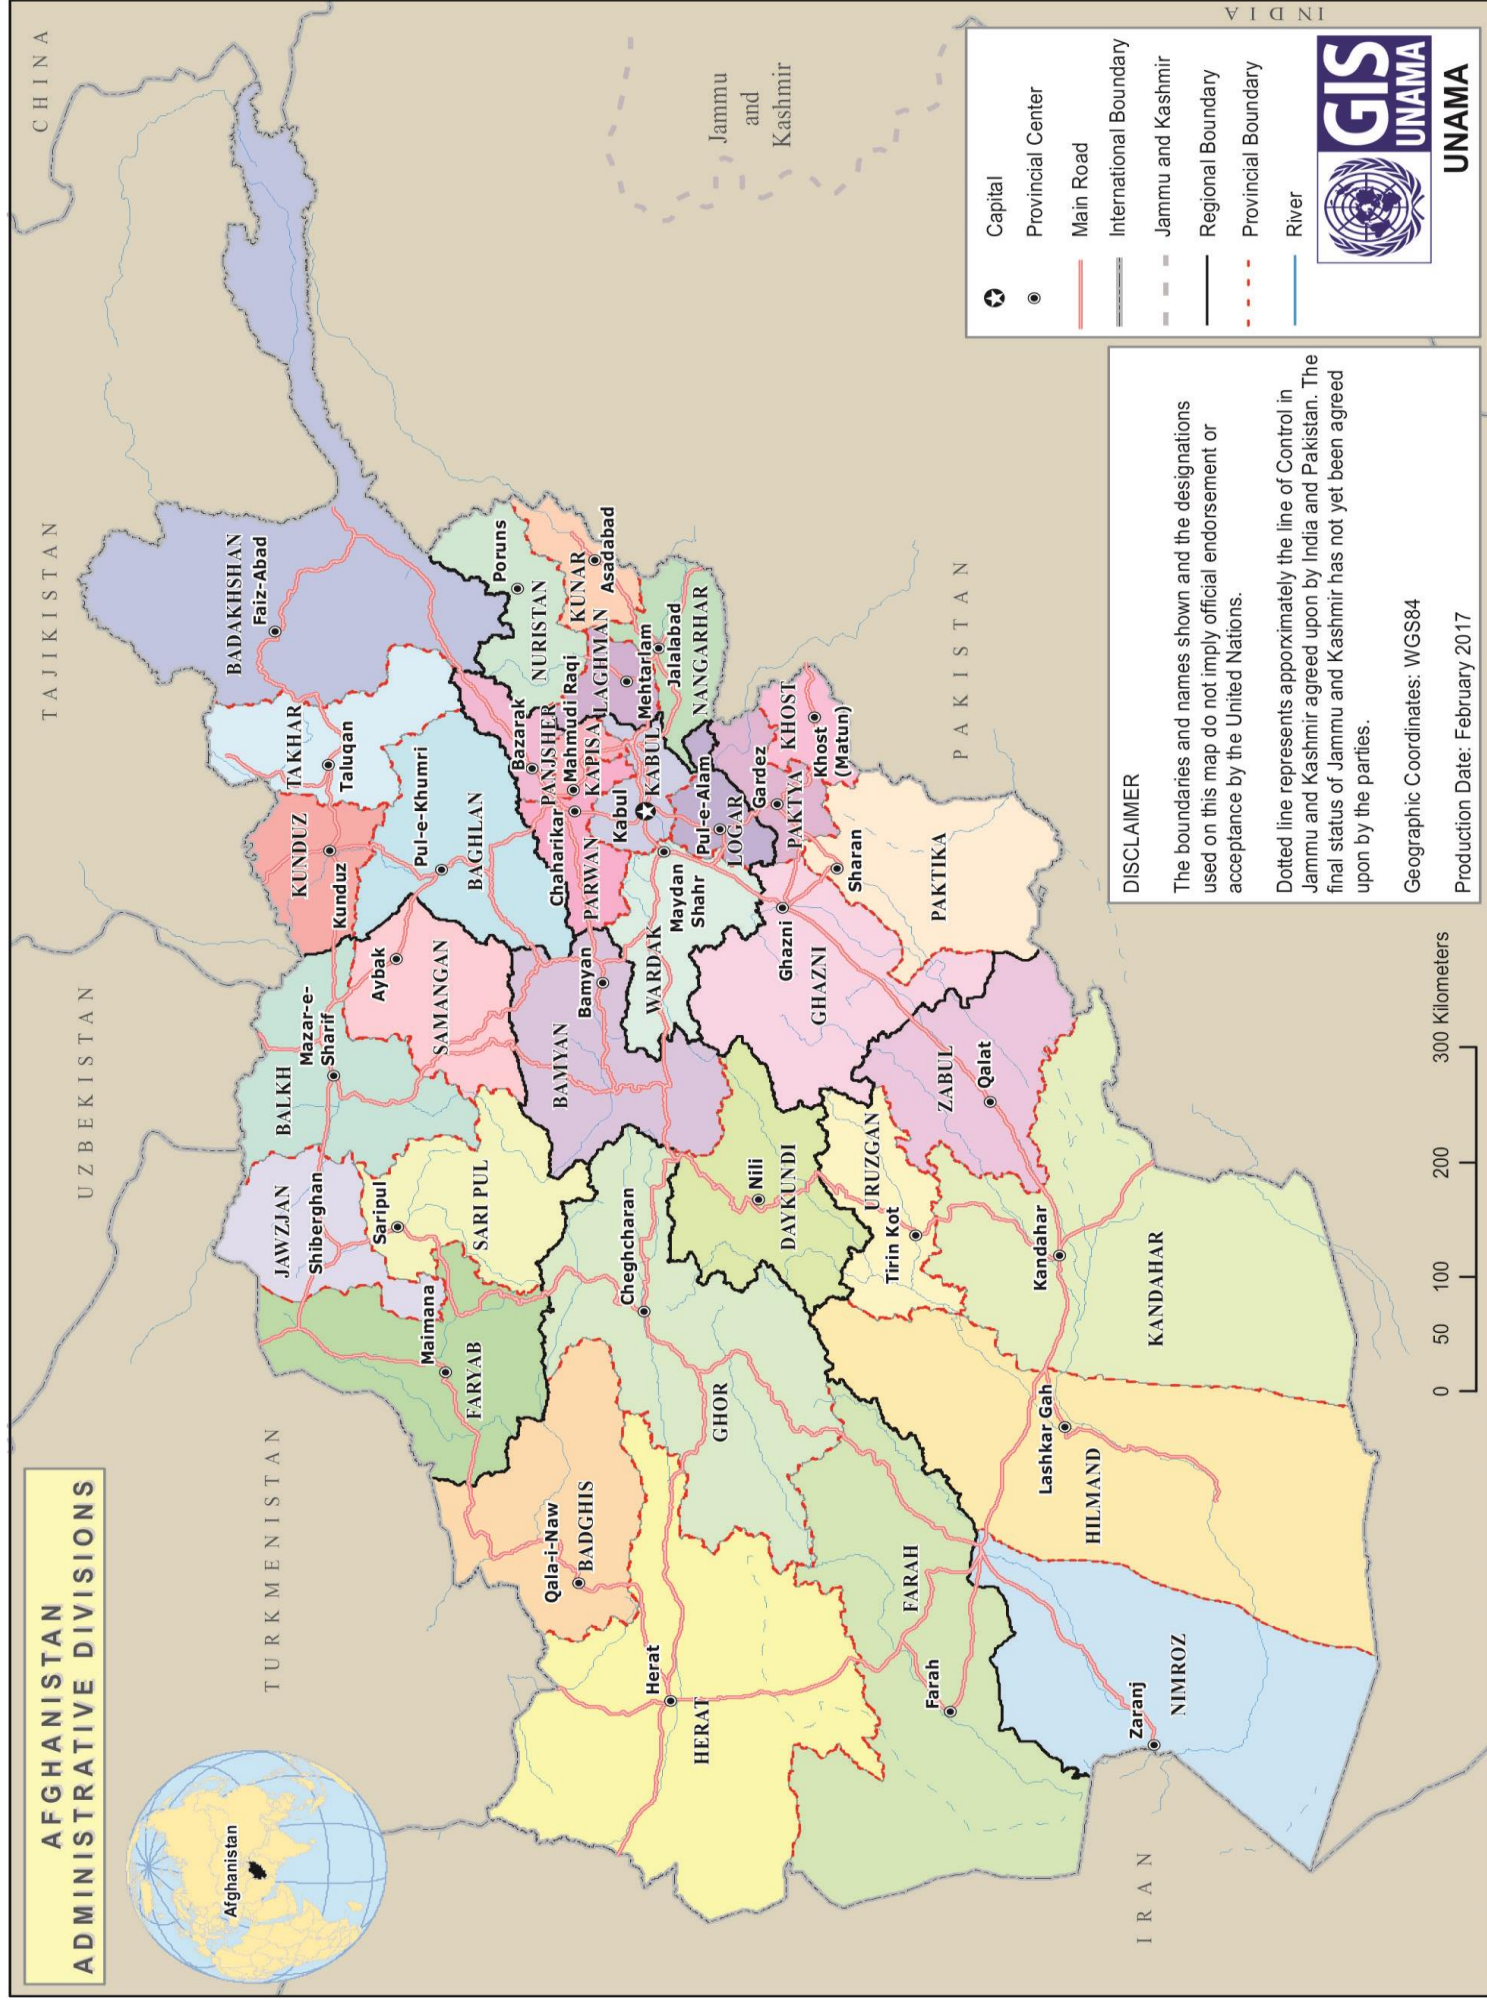 AFGHANISTAN
ADMINISTRATIVE DIVISIONS
Afghanistan
CHINA
TAJIKISTAN
UZBEKISTAN
TURKMENISTAN
IRAN
PAKISTAN
INDIA
Jammu
and
Kashmir
BADAKHSHAN
Faiz-Abad
TAKHAR
Taluqan
KUNDUZ
Kunduz
BALKH
Mazar-e-
Sharif
JAWZJAN
Shiberghan
Saripul
SARI PUL
Aybak
SAMANGAN
Pul-e-Khumri
BAGHLAN
Maimana
FARYAB
Qala-i-Naw
BADGHIS
Herat
HERAT
Cheghcharan
GHOR
BAMYAN
Bamyan
Bazarak
PANJSHER
Mahmudi Raqi
KAPISA
Chaharikar
PARWAN
Poruns
NURISTAN
KUNAR
Asadabad
LAGHMAN
Mehtarlam
Jalalabad
NANGARHAR
Kabul
KABUL
WARDAK
Maydan
Shahr
Pul-e-Alam
LOGAR
Gardez
PAKTYA
KHOST
Khost
(Matun)
Sharan
PAKTIKA
Ghazni
GHAZNI
Nili
DAYKUNDI
URUZGAN
Tirin Kot
ZABUL
Qalat
Kandahar
KANDAHAR
Lashkar Gah
HILMAND
FARAH
Farah
Zaranj
NIMROZ
0 50 100 200 300 Kilometers
DISCLAIMER
The boundaries and names shown and the designations
used on this map do not imply official endorsement or
acceptance by the United Nations.
Dotted line represents apporximately the line of Control in
Jammu and Kashmir agreed upon by India and Pakistan. The
final status of Jammu and Kashmir has not yet been agreed
upon by the parties.
Geographic Coordinates: WGS84
Production Date: February 2017
Capital
Provincial Center
Main Road
International Boundary
Jammu and Kashmir
Regional Boundary
Provincial Boundary
River
GIS
UNAMA
UNAMA